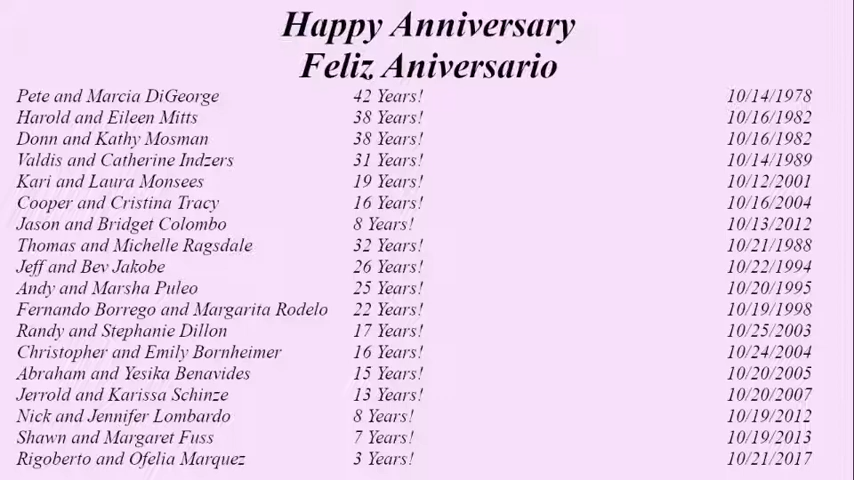 Happy Anniversary
Feliz Aniversario
Pete and Marcia DiGeorge 42 Years! 10/14/1978
Harold and Eileen Mitts 38 Years! 10/16/1982
Donn and Kathy Mosman 38 Years! 10/16/1982
Valdis and Catherine Indzers 31 Years! 10/14/1989
Kari and Laura Monsees 19 Years! 10/12/2001
Cooper and Cristina Tracy 16 Years! 10/16/2004
Jason and Bridget Colombo 8 Years! 10/13/2012
Thomas and Michelle Ragsdale 32 Years! 10/21/1988
Jeff and Bev Jakobe 26 Years! 10/22/1994
Andy and Marsha Puleo 25 Years! 10/20/1995
Fernando Borrego and Margarita Rodelo 22 Years! 10/19/1998
Randy and Stephanie Dillon 17 Years! 10/25/2003
Christopher and Emily Bornheimer 16 Years! 10/24/2004
Abraham and Yesika Benavides 15 Years! 10/20/2005
Jerrold and Karissa Schinze 13 Years! 10/20/2007
Nick and Jennifer Lombardo 8 Years! 10/19/2012
Shawn and Margaret Fuss 7 Years! 10/19/2013
Rigoberto and Ofelia Marquez 3 Years! 10/21/2017